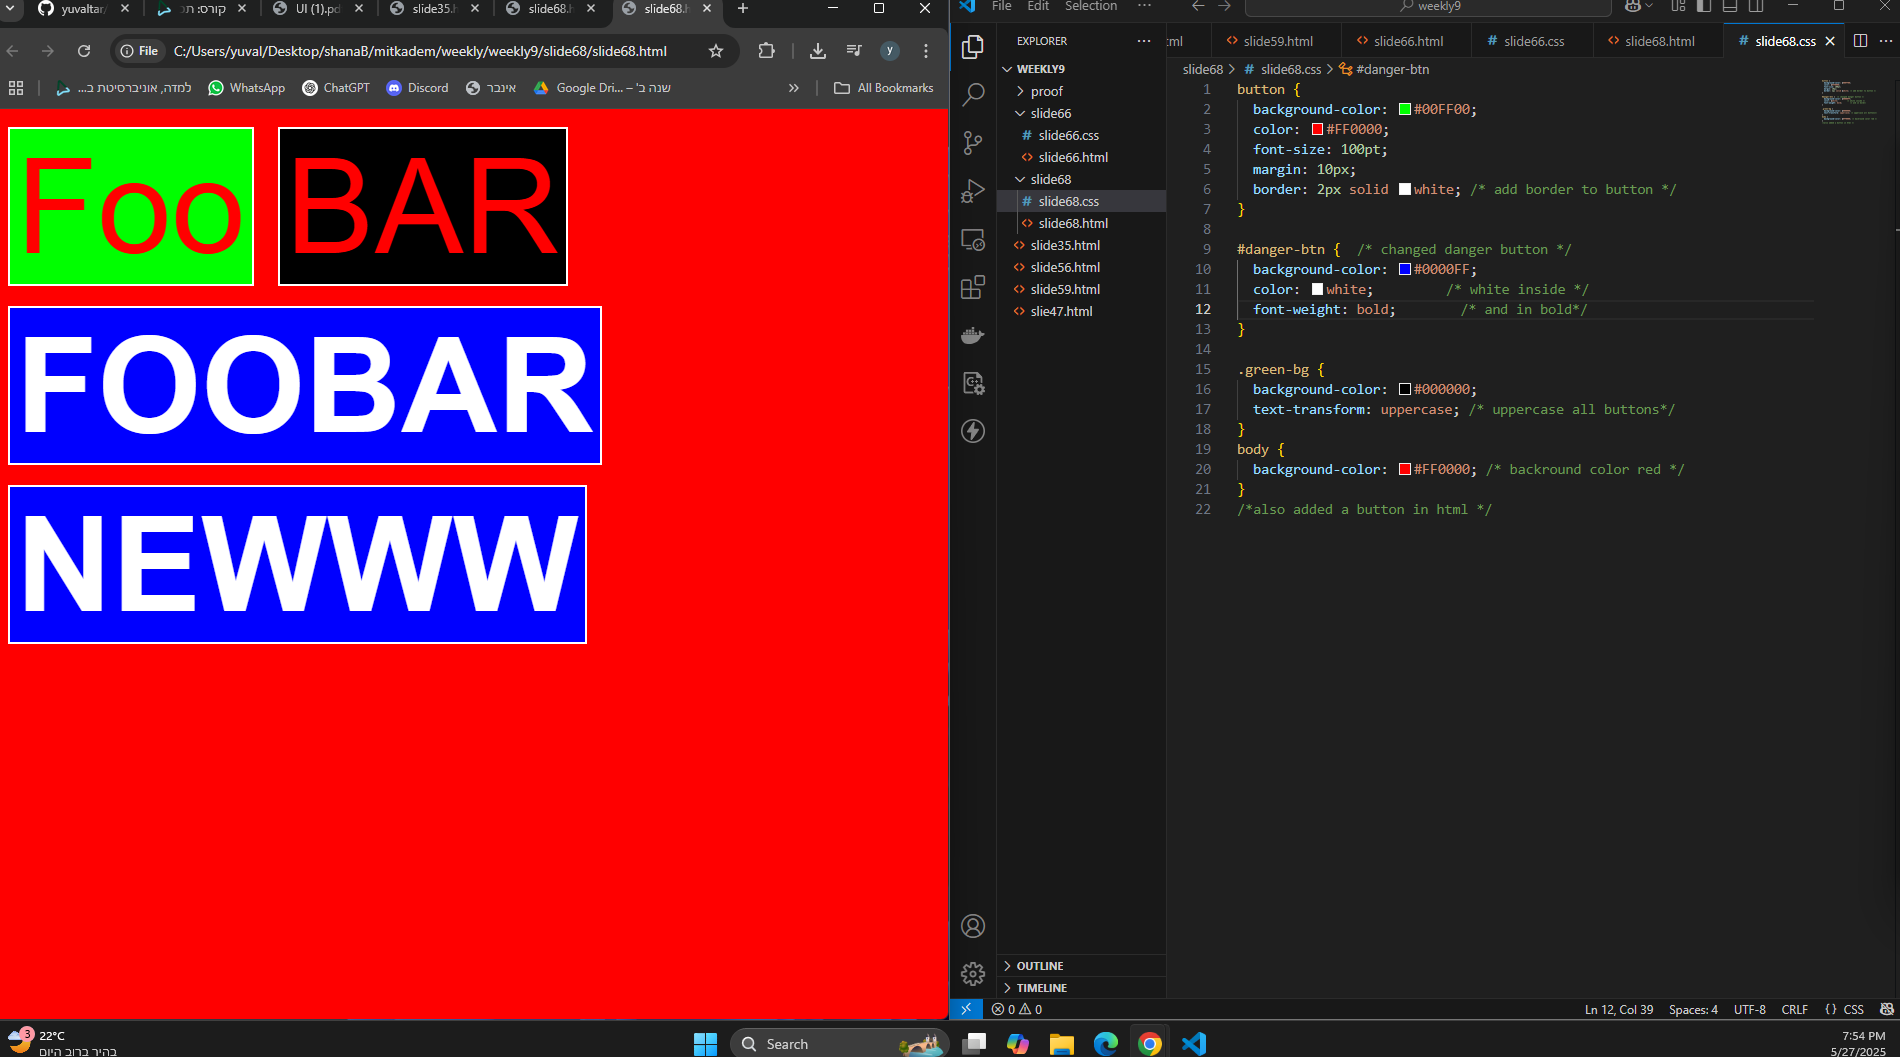 yuvaltar/
קורס: תכ
UI (1).pd
slide35.h
slide68.h
slide68.h
File
C:/Users/yuval/Desktop/shanaB/mitkadem/weekly/weekly9/slide68/slide68.html
y
למדה, אוניברסיטת ב...
WhatsApp
ChatGPT
Discord
אינבר
Google Dri... – שנה ב'
»
All Bookmarks
Foo
BAR
FOOBAR
NEWWW
File Edit Selection ···
weekly9
EXPLORER ···
WEEKLY9
proof
slide66
# slide66.css
<> slide66.html
slide68
# slide68.css
<> slide68.html
<> slide35.html
<> slide56.html
<> slide59.html
<> slie47.html
OUTLINE
TIMELINE
ml
<> slide59.html
<> slide66.html
# slide66.css
<> slide68.html
# slide68.css
slide68 > # slide68.css > #danger-btn
1 button {
2 background-color: #00FF00;
3 color: #FF0000;
4 font-size: 100pt;
5 margin: 10px;
6 border: 2px solid white; /* add border to button */
7 }
8
9 #danger-btn { /* changed danger button */
10 background-color: #0000FF;
11 color: white; /* white inside */
12 font-weight: bold; /* and in bold*/
13 }
14
15 .green-bg {
16 background-color: #000000;
17 text-transform: uppercase; /* uppercase all buttons*/
18 }
19 body {
20 background-color: #FF0000; /* backround color red */
21 }
22 /*also added a button in html */
0 0
Ln 12, Col 39 Spaces: 4 UTF-8 CRLF {} CSS
3
22°C
בהיר ברוב היום
Search
7:54 PM
5/27/2025